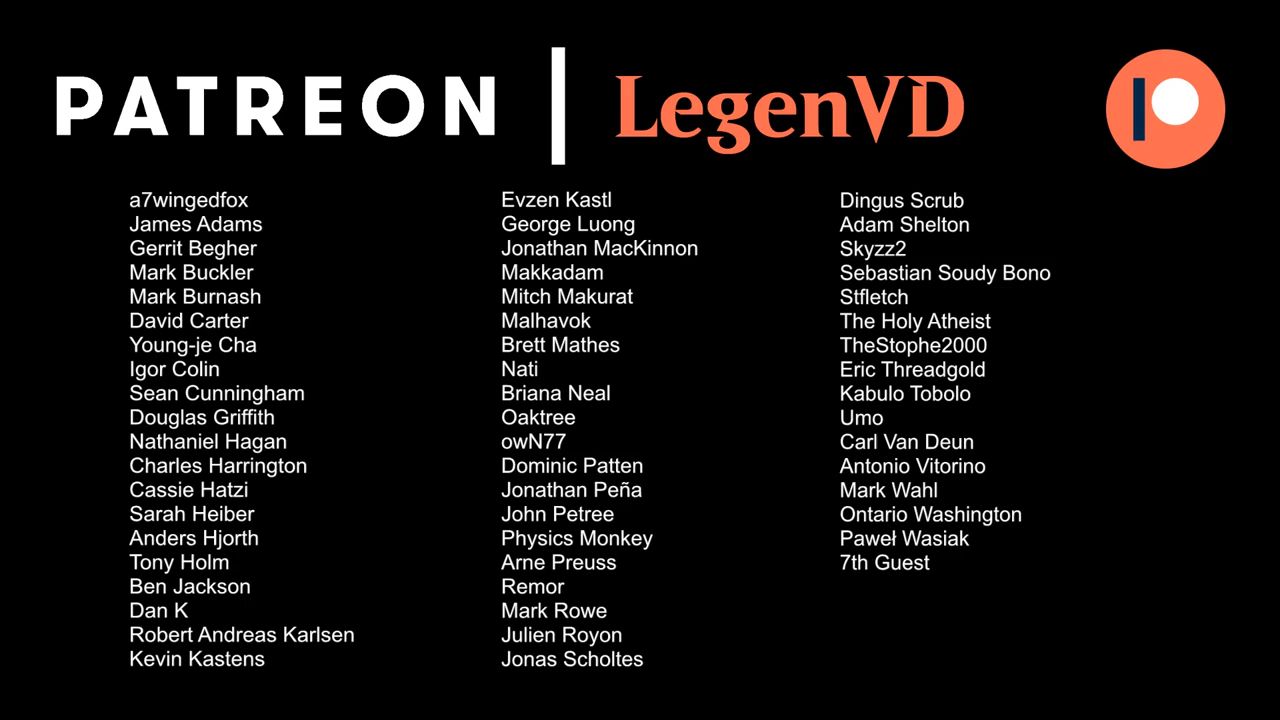 PATREON | LegenVD
a7wingedfox
James Adams
Gerrit Begher
Mark Buckler
Mark Burnash
David Carter
Young-je Cha
Igor Colin
Sean Cunningham
Douglas Griffith
Nathaniel Hagan
Charles Harrington
Cassie Hatzi
Sarah Heiber
Anders Hjorth
Tony Holm
Ben Jackson
Dan K
Robert Andreas Karlsen
Kevin Kastens
Evzen Kastl
George Luong
Jonathan MacKinnon
Makkadam
Mitch Makurat
Malhavok
Brett Mathes
Nati
Briana Neal
Oaktree
owN77
Dominic Patten
Jonathan Peña
John Petree
Physics Monkey
Arne Preuss
Remor
Mark Rowe
Julien Royon
Jonas Scholtes
Dingus Scrub
Adam Shelton
Skyzz2
Sebastian Soudy Bono
Stfletch
The Holy Atheist
TheStophe2000
Eric Threadgold
Kabulo Tobolo
Umo
Carl Van Deun
Antonio Vitorino
Mark Wahl
Ontario Washington
Paweł Wasiak
7th Guest